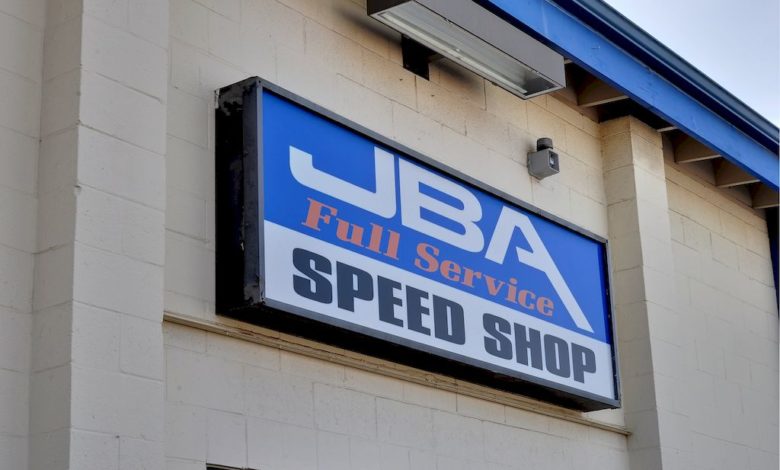 JBA
Full Service
SPEED SHOP